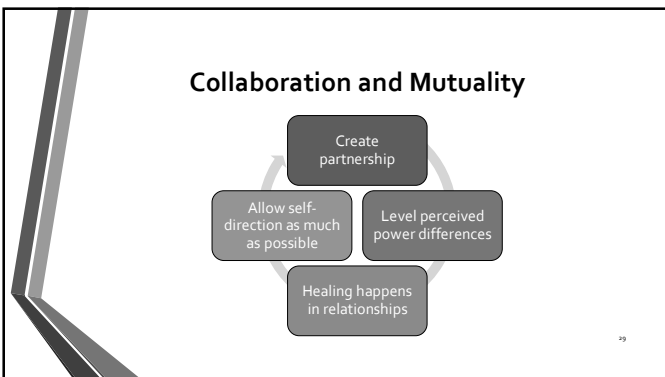 Collaboration and Mutuality
Create
partnership
Level perceived
power differences
Healing happens
in relationships
Allow self-
direction as much
as possible
29